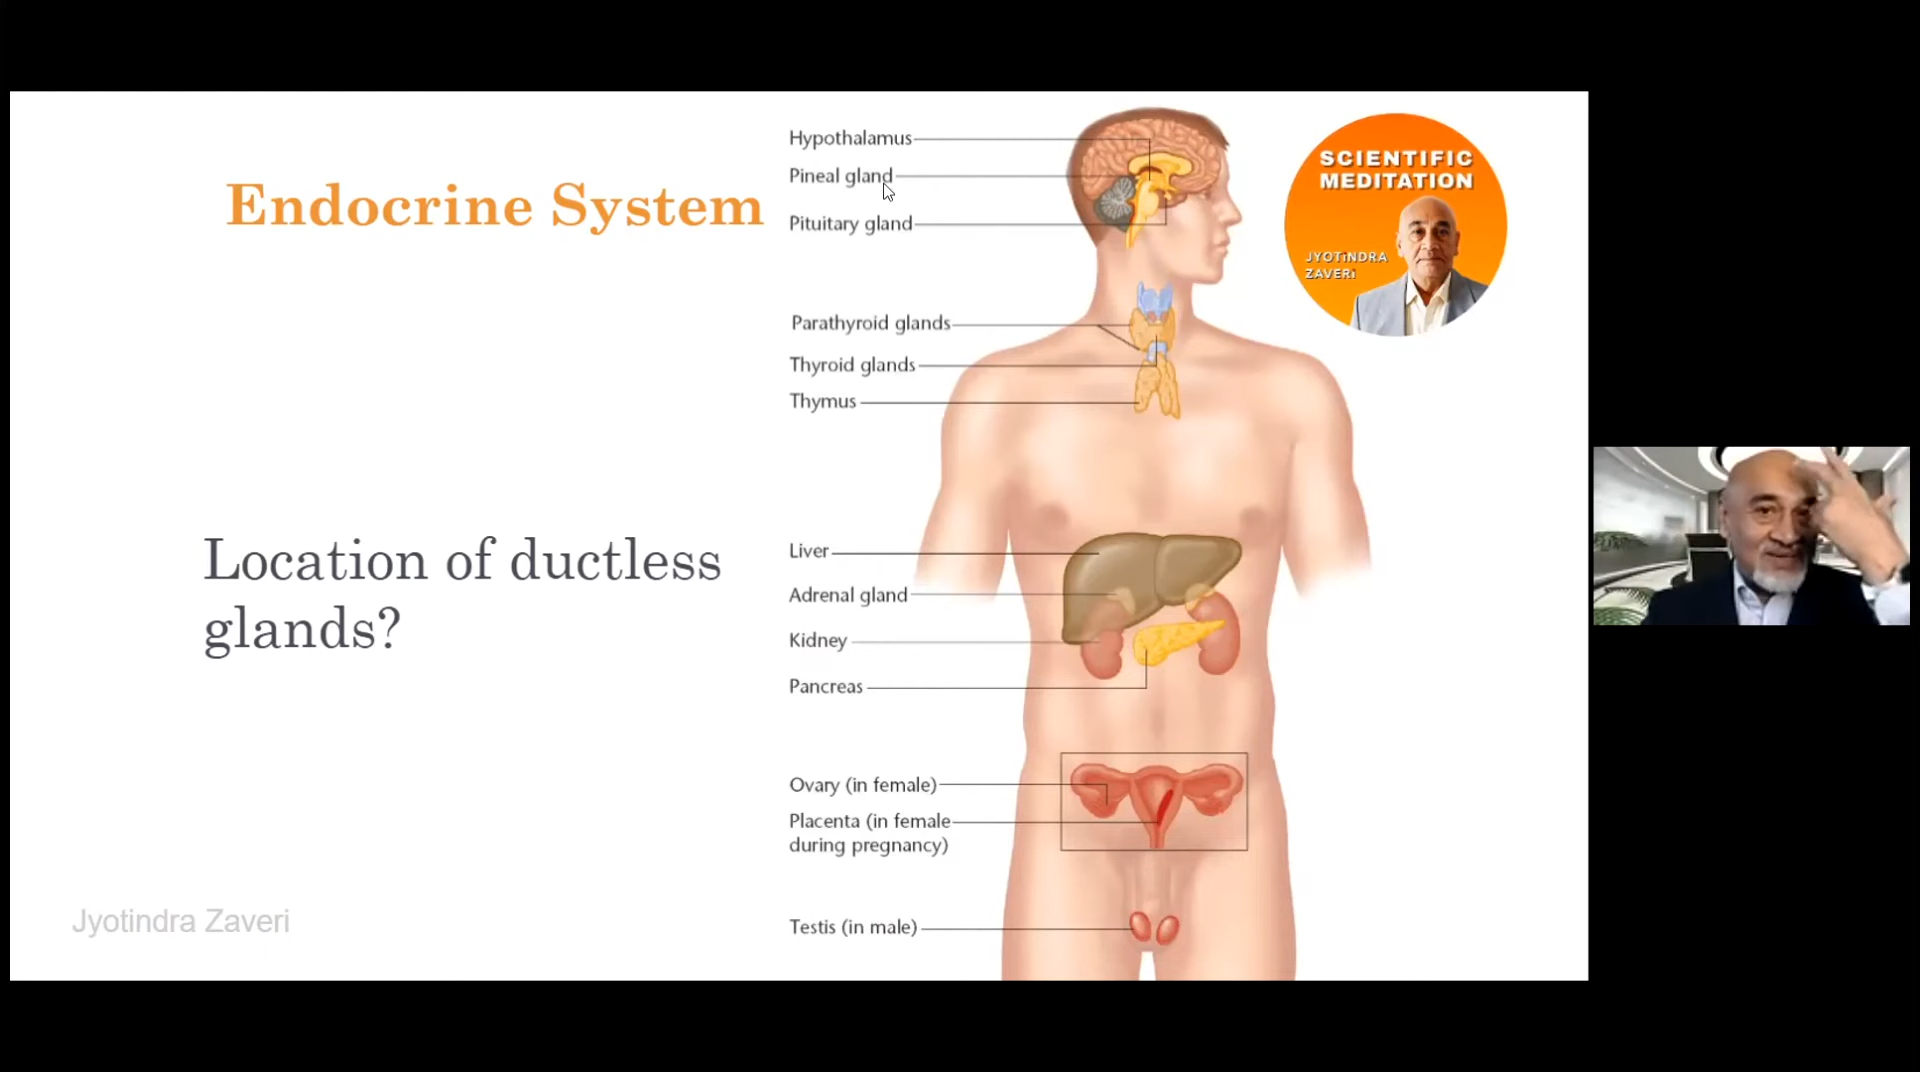 Endocrine System
Location of ductless
glands?
Hypothalamus
Pineal gland
Pituitary gland
Parathyroid glands
Thyroid glands
Thymus
Liver
Adrenal gland
Kidney
Pancreas
Ovary (in female)
Placenta (in female
during pregnancy)
Testis (in male)
SCIENTIFIC
MEDITATION
JYOTiNDRA
ZAVERi
Jyotindra Zaveri